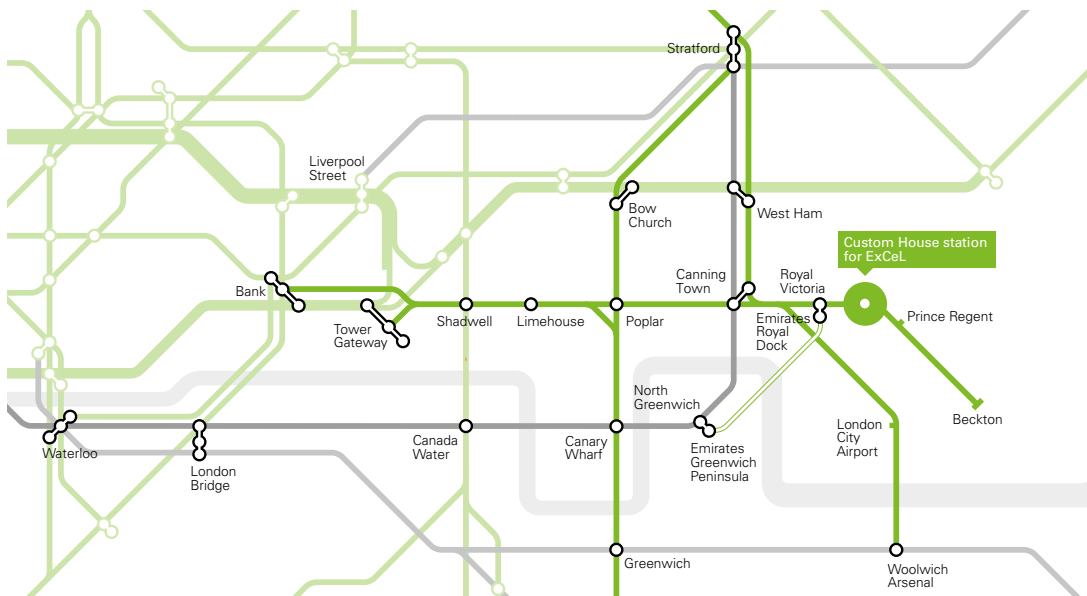 Stratford
Liverpool
Street
Bow
Church
West Ham
Custom House station
for ExCeL
Canning
Town
Royal
Victoria
Bank
Tower
Gateway
Shadwell
Limehouse
Poplar
Emirates
Royal
Dock
Prince Regent
North
Greenwich
Beckton
Waterloo
London
Bridge
Canada
Water
Canary
Wharf
Emirates
Greenwich
Peninsula
London
City
Airport
Greenwich
Woolwich
Arsenal